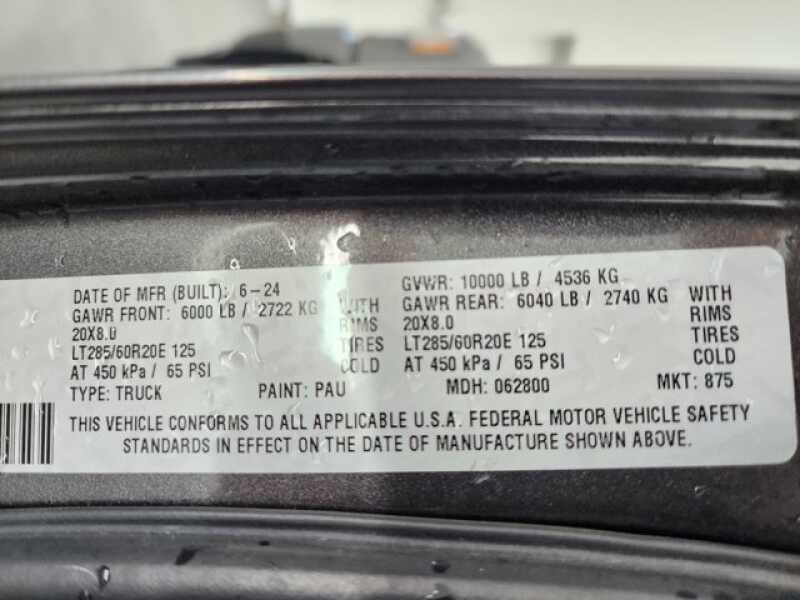 DATE OF MFR (BUILT): 6-24 GVWR: 10000 LB / 4536 KG
GAWR FRONT: 6000 LB / 2722 KG WITH GAWR REAR: 6040 LB / 2740 KG WITH
20X8.0 RIMS 20X8.0 RIMS
LT285/60R20E 125 TIRES LT285/60R20E 125 TIRES
AT 450 kPa / 65 PSI COLD AT 450 kPa / 65 PSI COLD
TYPE: TRUCK PAINT: PAU MDH: 062800 MKT: 875
THIS VEHICLE CONFORMS TO ALL APPLICABLE U.S.A. FEDERAL MOTOR VEHICLE SAFETY
STANDARDS IN EFFECT ON THE DATE OF MANUFACTURE SHOWN ABOVE.